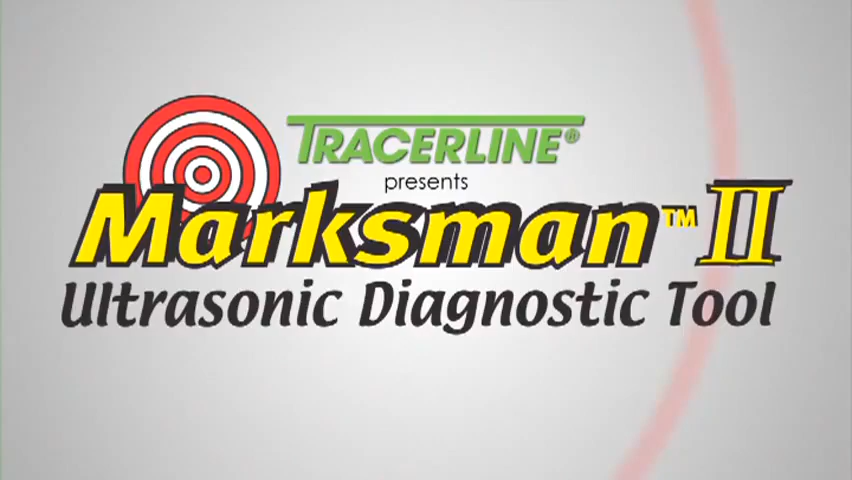 TRACERLINE®
presents
Marksman™ II
Ultrasonic Diagnostic Tool